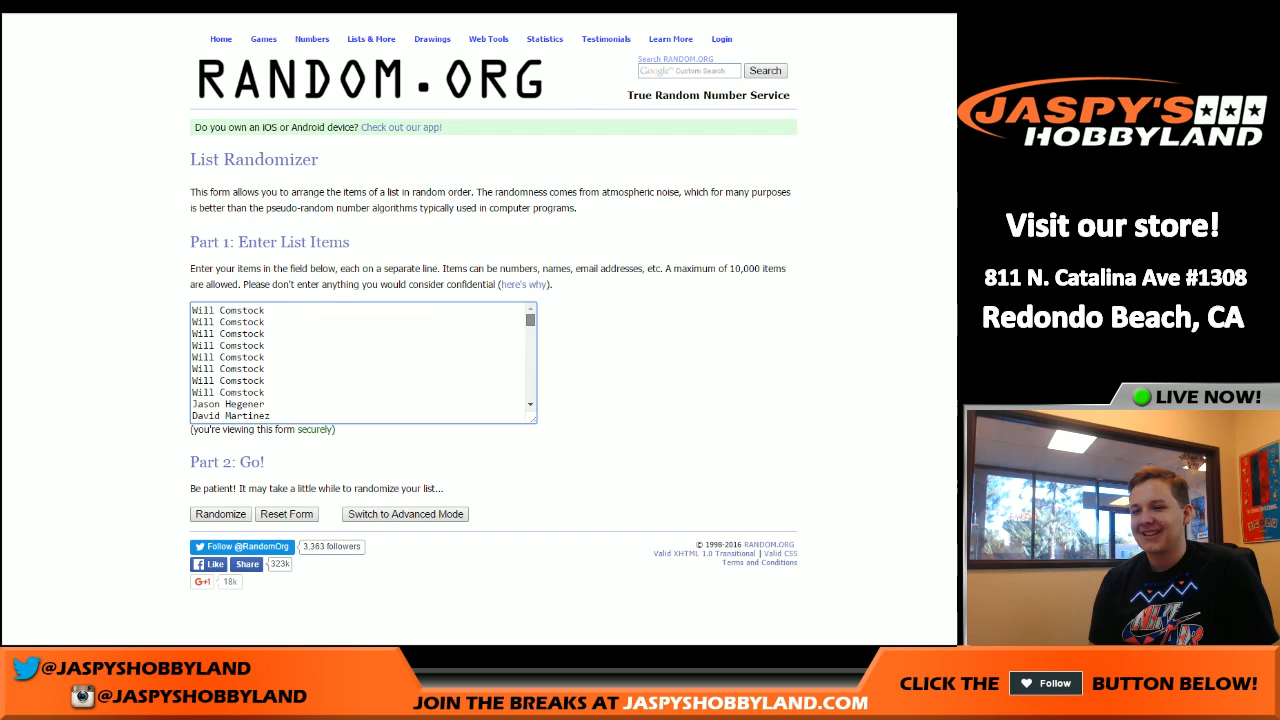 Home Games Numbers Lists & More Drawings Web Tools Statistics Testimonials Learn More Login
RANDOM.ORG
Search RANDOM.ORG
Google™ Custom Search Search
True Random Number Service
Do you own an iOS or Android device? Check out our app!
List Randomizer
This form allows you to arrange the items of a list in random order. The randomness comes from atmospheric noise, which for many purposes
is better than the pseudo-random number algorithms typically used in computer programs.
Part 1: Enter List Items
Enter your items in the field below, each on a separate line. Items can be numbers, names, email addresses, etc. A maximum of 10,000 items
are allowed. Please don't enter anything you would consider confidential (here's why).
Will Comstock
Will Comstock
Will Comstock
Will Comstock
Will Comstock
Will Comstock
Will Comstock
Will Comstock
Jason Hegener
David Martinez
(you're viewing this form securely)
Part 2: Go!
Be patient! It may take a little while to randomize your list...
Randomize Reset Form Switch to Advanced Mode
Follow @RandomOrg 3,363 followers
Like Share 323k
G+1 18k
© 1998-2016 RANDOM.ORG
Valid XHTML 1.0 Transitional | Valid CSS
Terms and Conditions
JASPY'S
HOBBYLAND
Visit our store!
811 N. Catalina Ave #1308
Redondo Beach, CA
LIVE NOW!
NIKE
@JASPYSHOBBYLAND
@JASPYSHOBBYLAND
JOIN THE BREAKS AT JASPYSHOBBYLAND.COM
CLICK THE Follow BUTTON BELOW!